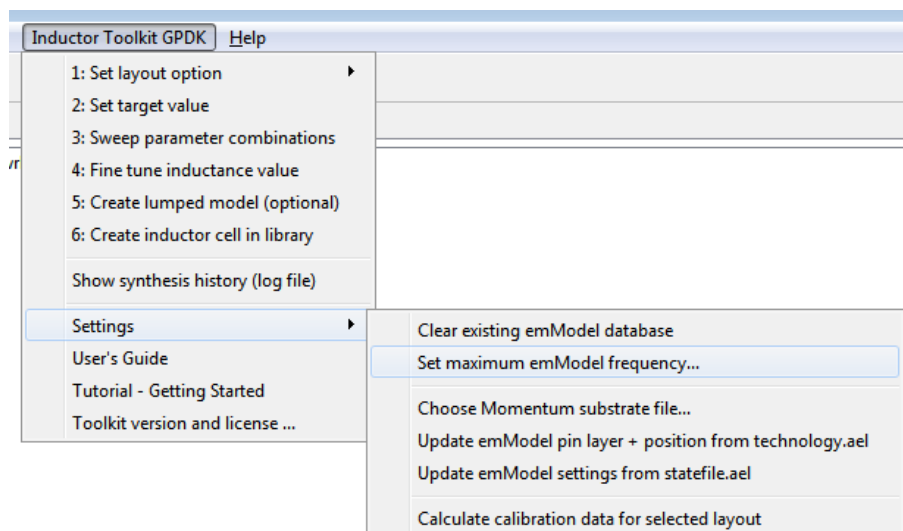 Inductor Toolkit GPDK Help
1: Set layout option
2: Set target value
3: Sweep parameter combinations
4: Fine tune inductance value
5: Create lumped model (optional)
6: Create inductor cell in library
Show synthesis history (log file)
Settings
User's Guide
Tutorial - Getting Started
Toolkit version and license ...
Clear existing emModel database
Set maximum emModel frequency...
Choose Momentum substrate file...
Update emModel pin layer + position from technology.ael
Update emModel settings from statefile.ael
Calculate calibration data for selected layout